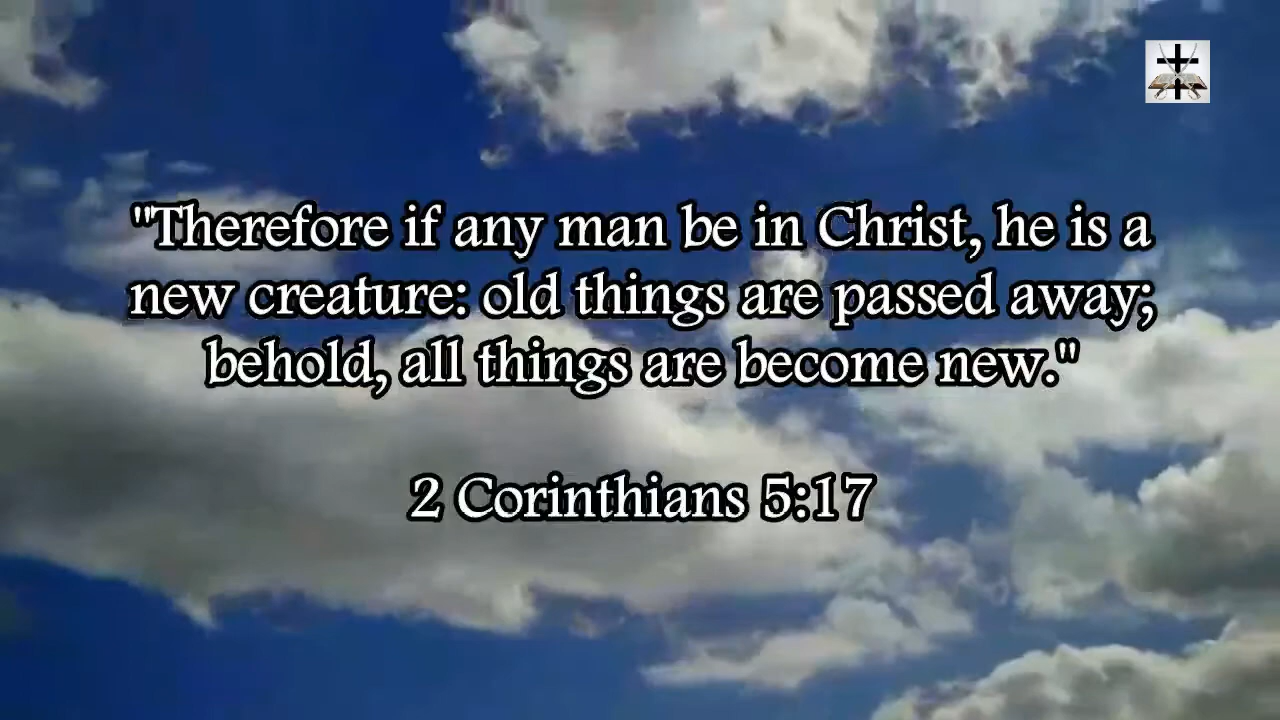 "Therefore if any man be in Christ, he is a
new creature: old things are passed away;
behold, all things are become new."
2 Corinthians 5:17